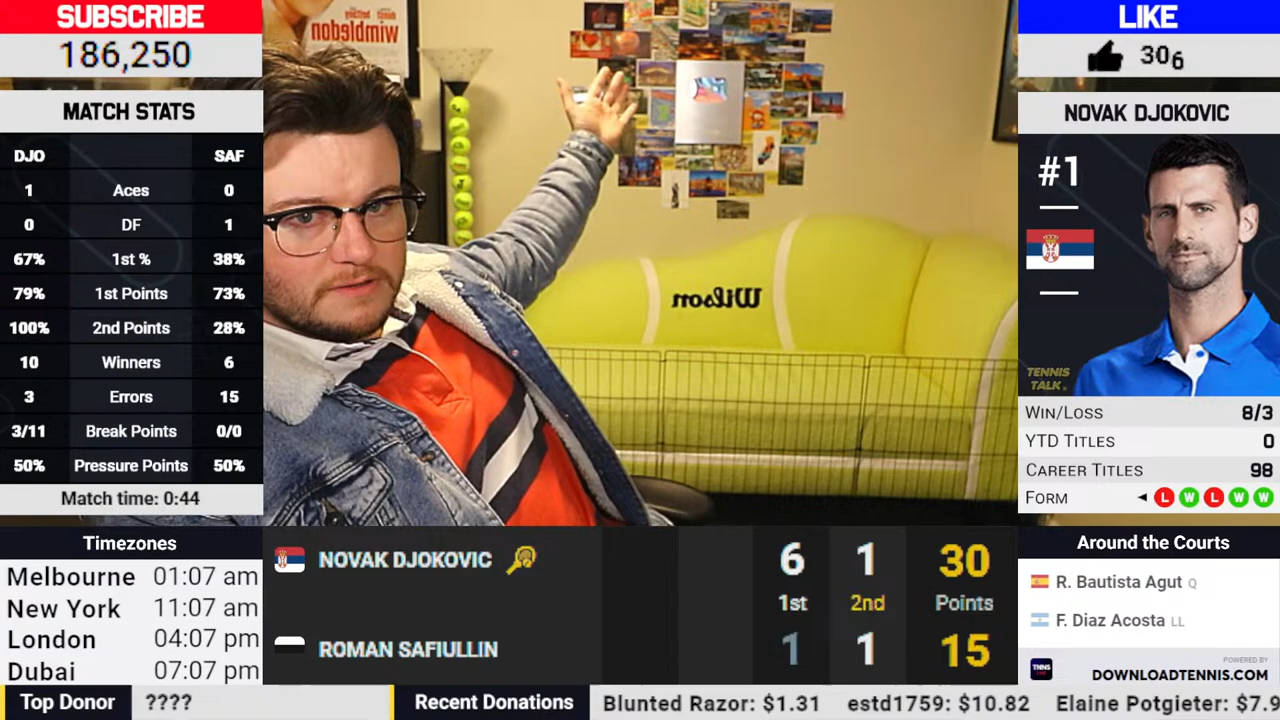 SUBSCRIBE
186,250
MATCH STATS
DJO SAF
1 Aces 0
0 DF 1
67% 1st % 38%
79% 1st Points 73%
100% 2nd Points 28%
10 Winners 6
3 Errors 15
3/11 Break Points 0/0
50% Pressure Points 50%
Match time: 0:44
Timezones
Melbourne 01:07 am
New York 11:07 am
London 04:07 pm
Dubai 07:07 pm
Wimbledon
Wilson
LIKE
306
NOVAK DJOKOVIC
#1
TENNIS
TALK
WIN/LOSS 8/3
YTD TITLES 0
CAREER TITLES 98
FORM L W L W W
NOVAK DJOKOVIC 6 1 30
1st 2nd Points
ROMAN SAFIULLIN 1 1 15
Around the Courts
R. Bautista Agut Q
F. Diaz Acosta LL
POWERED BY
TNNS
DOWNLOADTENNIS.COM
Top Donor ???? Recent Donations Blunted Razor: $1.31 estd1759: $10.82 Elaine Potgieter: $7.9